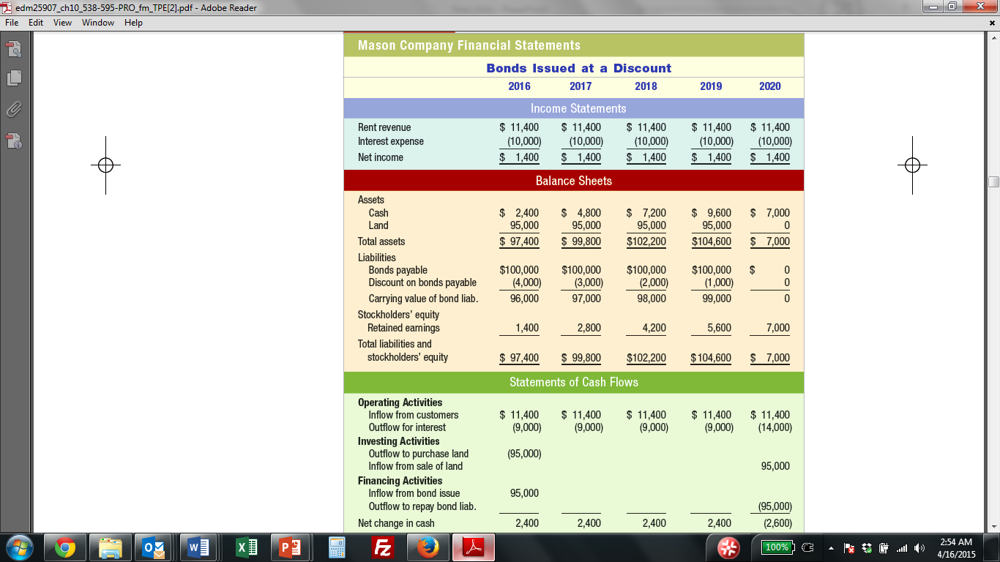 edm25907_ch10_538-595-PRO_fm_TPE[2].pdf - Adobe Reader
File Edit View Window Help
Mason Company Financial Statements
Bonds Issued at a Discount
2016 2017 2018 2019 2020
Income Statements
Rent revenue $ 11,400 $ 11,400 $ 11,400 $ 11,400 $ 11,400
Interest expense (10,000) (10,000) (10,000) (10,000) (10,000)
Net income $ 1,400 $ 1,400 $ 1,400 $ 1,400 $ 1,400
Balance Sheets
Assets
Cash $ 2,400 $ 4,800 $ 7,200 $ 9,600 $ 7,000
Land 95,000 95,000 95,000 95,000 0
Total assets $ 97,400 $ 99,800 $102,200 $104,600 $ 7,000
Liabilities
Bonds payable $100,000 $100,000 $100,000 $100,000 $ 0
Discount on bonds payable (4,000) (3,000) (2,000) (1,000) 0
Carrying value of bond liab. 96,000 97,000 98,000 99,000 0
Stockholders' equity
Retained earnings 1,400 2,800 4,200 5,600 7,000
Total liabilities and
stockholders' equity $ 97,400 $ 99,800 $102,200 $104,600 $ 7,000
Statements of Cash Flows
Operating Activities
Inflow from customers $ 11,400 $ 11,400 $ 11,400 $ 11,400 $ 11,400
Outflow for interest (9,000) (9,000) (9,000) (9,000) (14,000)
Investing Activities
Outflow to purchase land (95,000)
Inflow from sale of land 95,000
Financing Activities
Inflow from bond issue 95,000
Outflow to repay bond liab. (95,000)
Net change in cash 2,400 2,400 2,400 2,400 (2,600)
100%
2:54 AM
4/16/2015